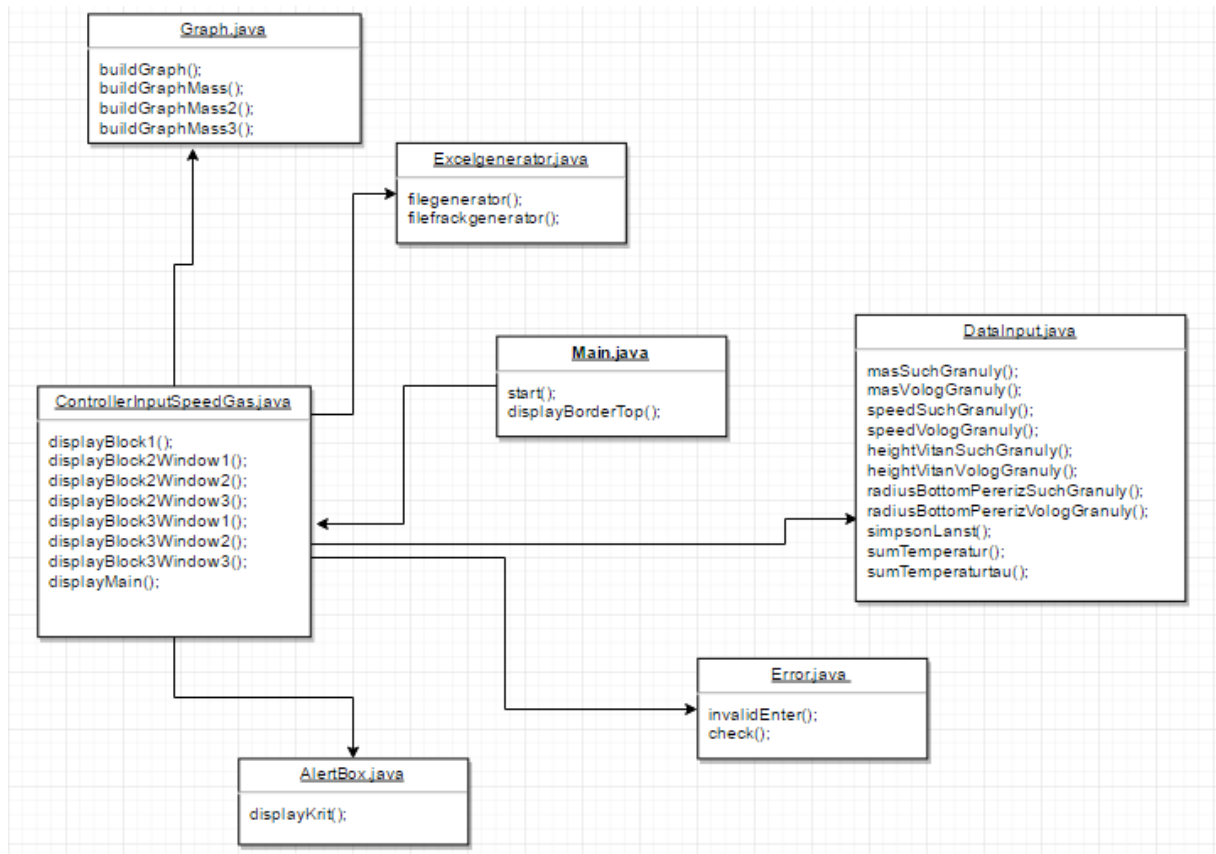 Graph.java
buildGraph();
buildGraphMass();
buildGraphMass2();
buildGraphMass3();
Excelgenerator.java
filegenerator();
filefrackgenerator();
Main.java
start();
displayBorderTop();
DataInput.java
masSuchGranuly();
masVologGranuly();
speedSuchGranuly();
speedVologGranuly();
heightVitanSuchGranuly();
heightVitanVologGranuly();
radiusBottomPererizSuchGranuly();
radiusBottomPererizVologGranuly();
simpsonLanst();
sumTemperatur();
sumTemperaturtau();
ControllerInputSpeedGas.java
displayBlock1();
displayBlock2Window1();
displayBlock2Window2();
displayBlock2Window3();
displayBlock3Window1();
displayBlock3Window2();
displayBlock3Window3();
displayMain();
Error.java
invalidEnter();
check();
AlertBox.java
displayKrit();